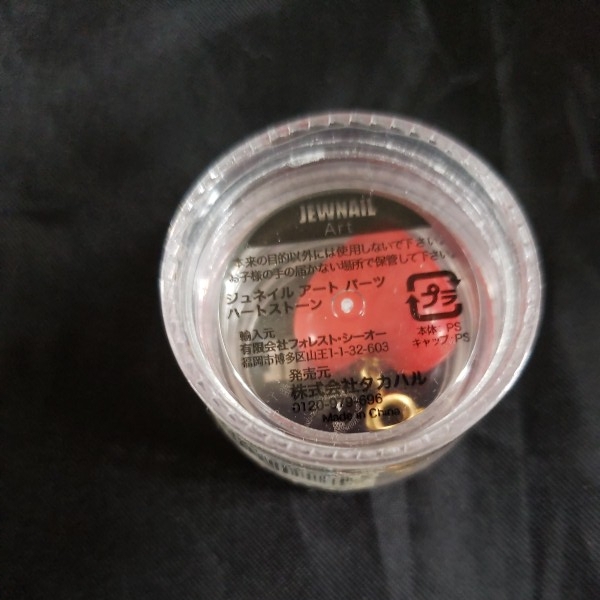 JEWNAIL
Art
本来の目的以外には使用しないで下さい。
お子様の手の届かない場所で保管して下さい。
ジュネイル アート パーツ
ハートストーン
プラ
本体:PS
キャップ:PS
輸入元
有限会社フォレスト・シーオー
福岡市博多区山王1-1-32-603
発売元
株式会社タカハル
0120-979-696
Made in China